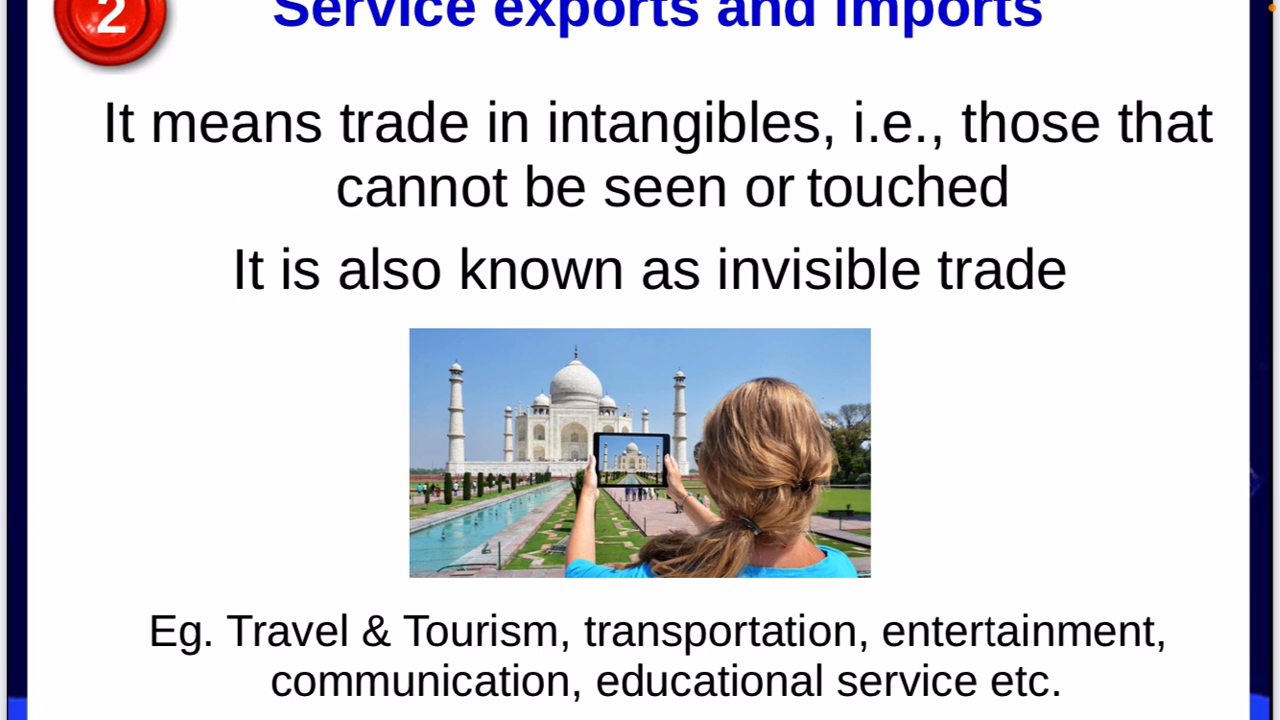 2
Service exports and imports
It means trade in intangibles, i.e., those that
cannot be seen or touched
It is also known as invisible trade
Eg. Travel & Tourism, transportation, entertainment,
communication, educational service etc.